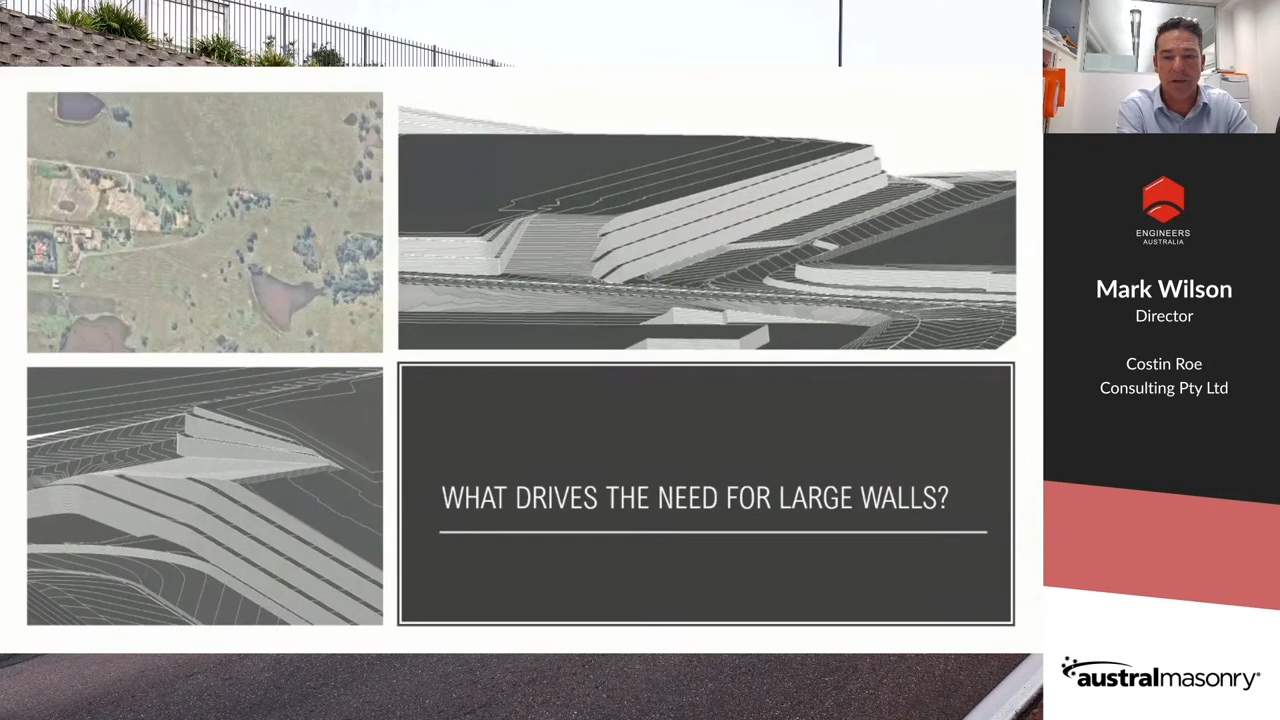 WHAT DRIVES THE NEED FOR LARGE WALLS?
ENGINEERS
AUSTRALIA
Mark Wilson
Director
Costin Roe
Consulting Pty Ltd
australmasonry®